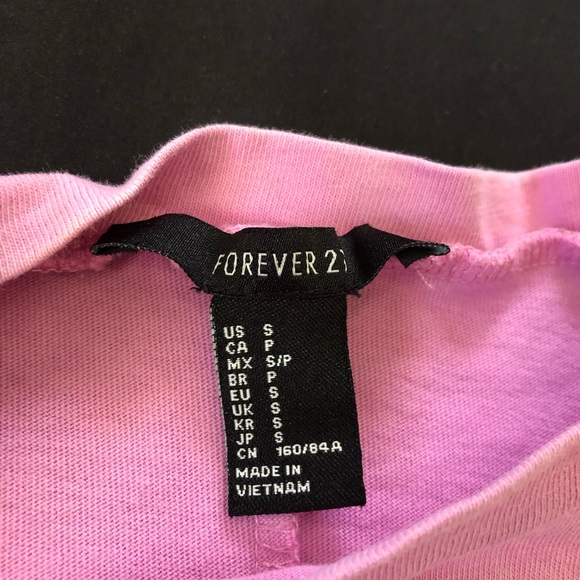 FOREVER 21
US S
CA P
MX S/P
BR P
EU S
UK S
KR S
JP S
CN 160/84A
MADE IN
VIETNAM